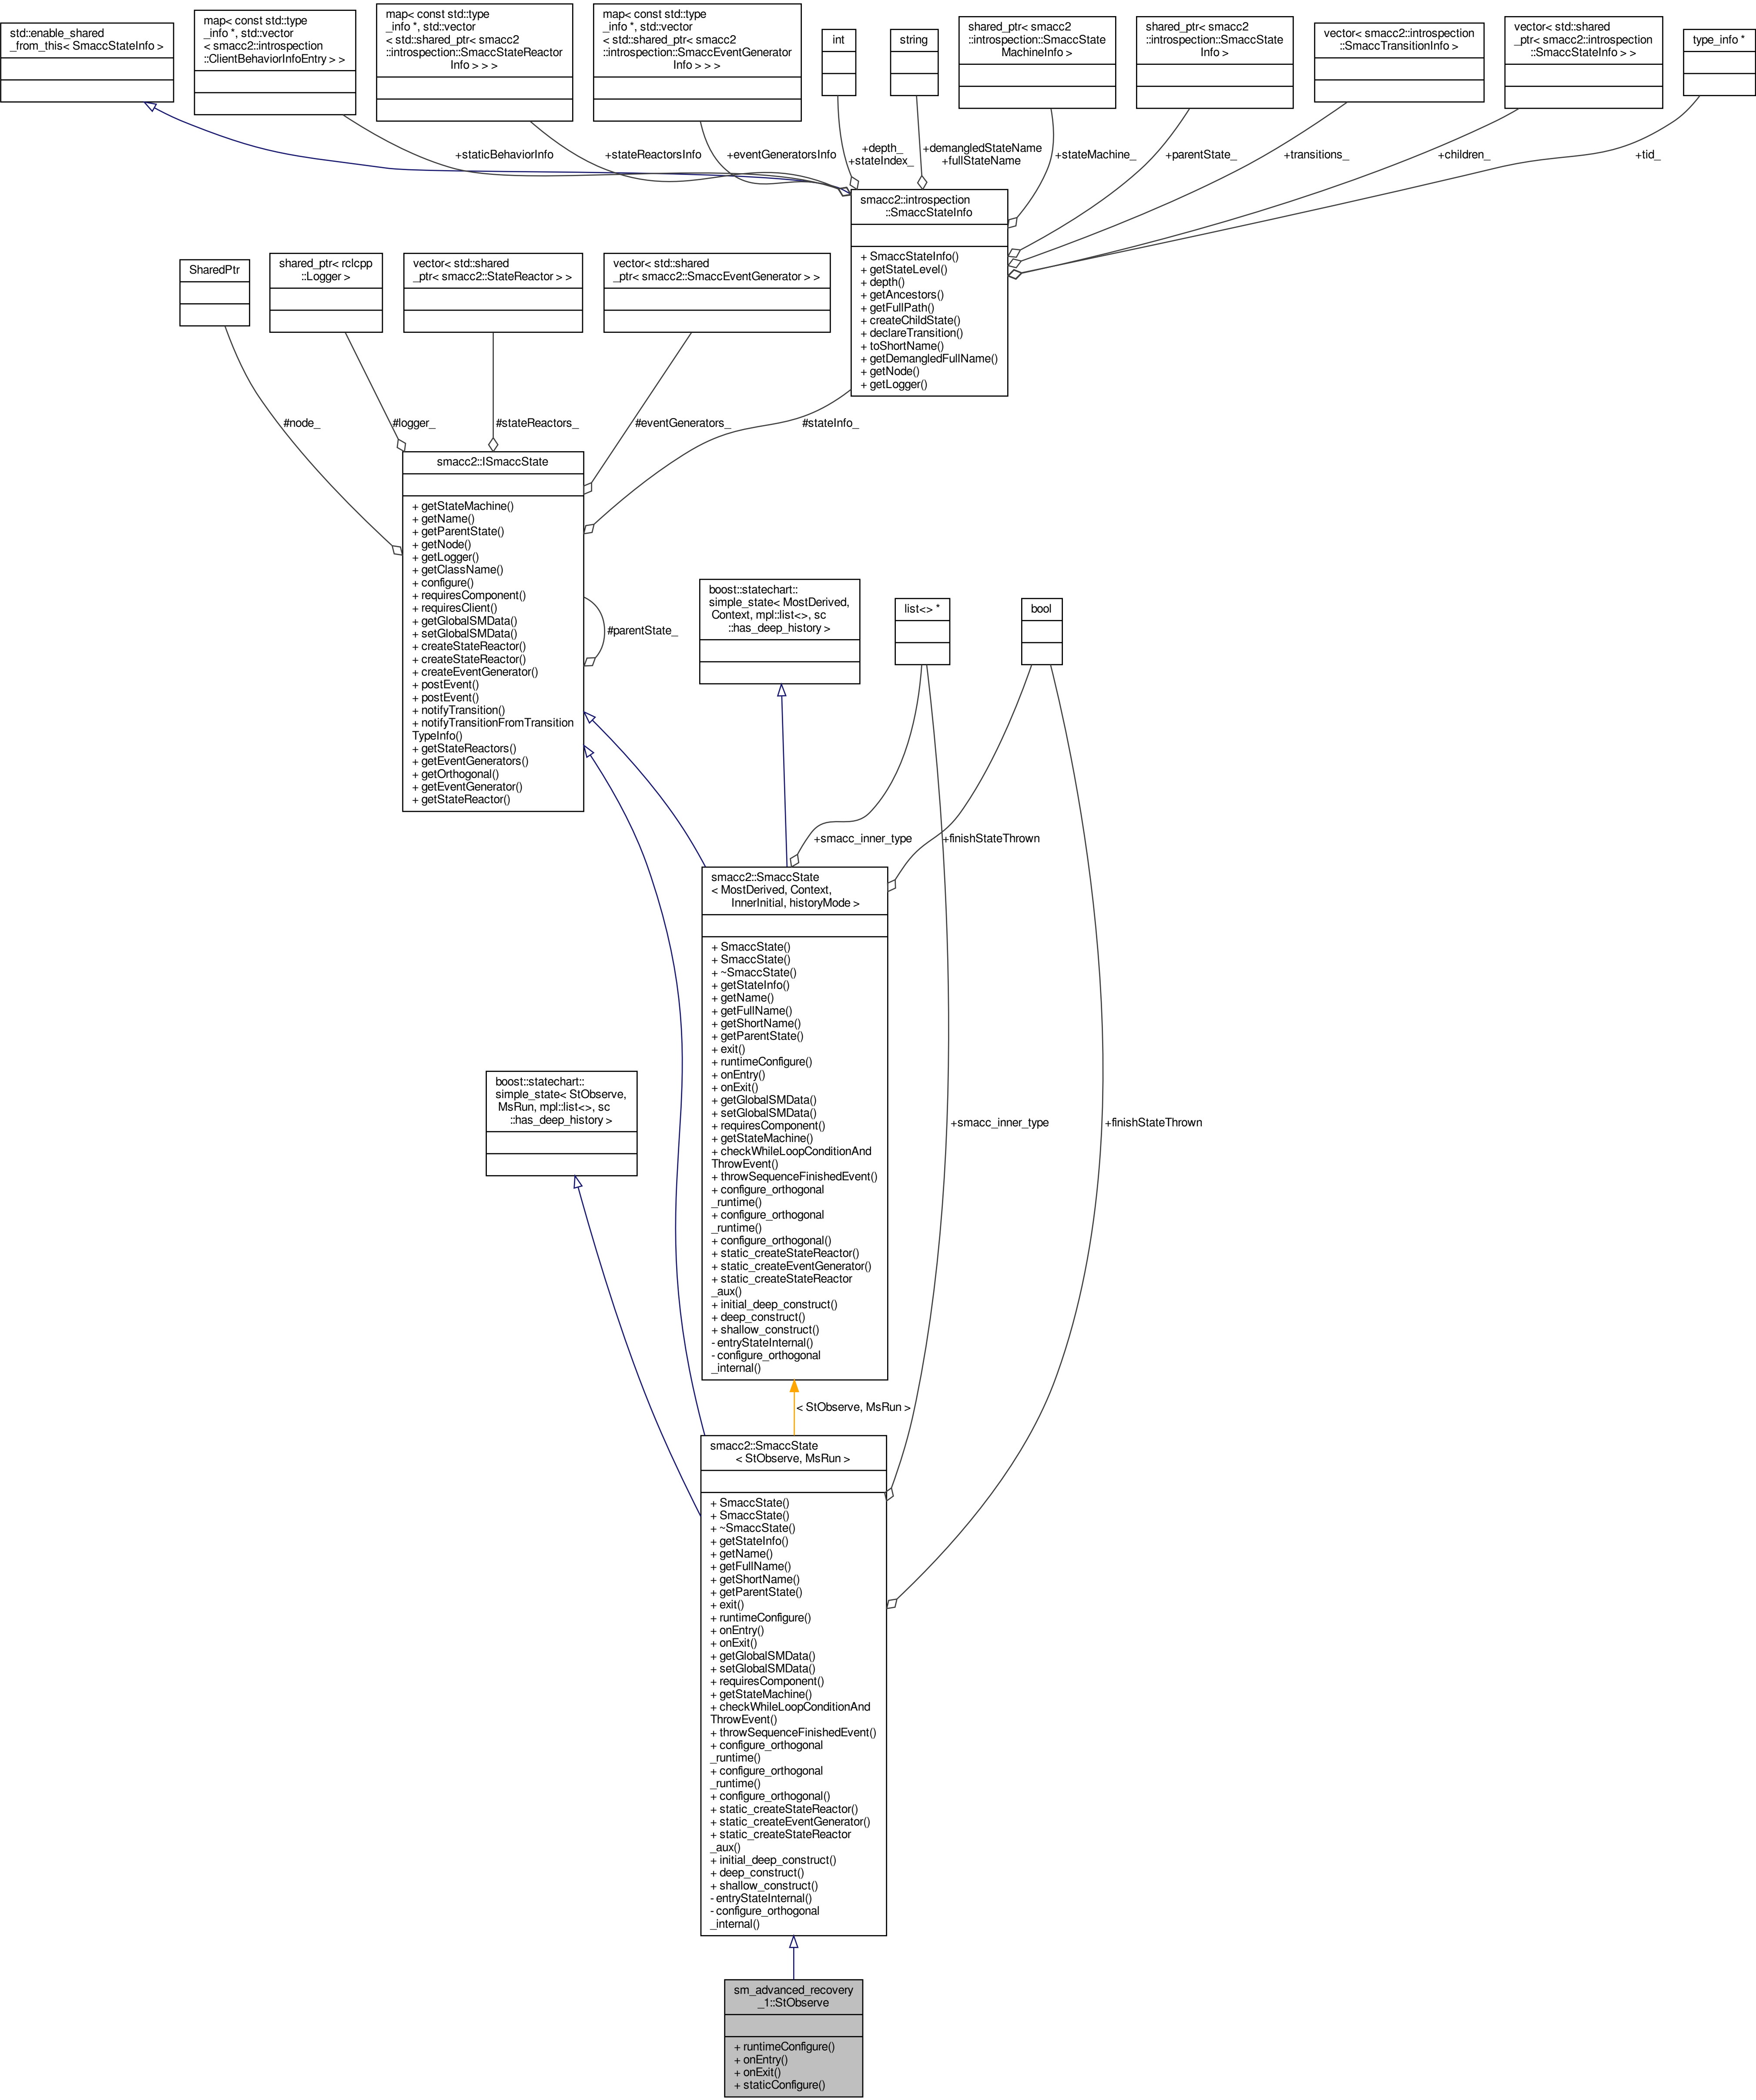 std::enable_shared
_from_this< SmaccStateInfo >
map< const std::type
_info *, std::vector
< smacc2::introspection
::ClientBehaviorInfoEntry > >
map< const std::type
_info *, std::vector
< std::shared_ptr< smacc2
::introspection::SmaccStateReactor
Info > > >
map< const std::type
_info *, std::vector
< std::shared_ptr< smacc2
::introspection::SmaccEventGenerator
Info > > >
int
string
shared_ptr< smacc2
::introspection::SmaccState
MachineInfo >
shared_ptr< smacc2
::introspection::SmaccState
Info >
vector< smacc2::introspection
::SmaccTransitionInfo >
vector< std::shared
_ptr< smacc2::introspection
::SmaccStateInfo > >
type_info *
+staticBehaviorInfo
+stateReactorsInfo
+eventGeneratorsInfo
+depth_
+stateIndex_
+demangledStateName
+fullStateName
+stateMachine_
+parentState_
+transitions_
+children_
+tid_
smacc2::introspection
::SmaccStateInfo
+ SmaccStateInfo()
+ getStateLevel()
+ depth()
+ getAncestors()
+ getFullPath()
+ createChildState()
+ declareTransition()
+ toShortName()
+ getDemangledFullName()
+ getNode()
+ getLogger()
SharedPtr
shared_ptr< rclcpp
::Logger >
vector< std::shared
_ptr< smacc2::StateReactor > >
vector< std::shared
_ptr< smacc2::SmaccEventGenerator > >
#node_
#logger_
#stateReactors_
#eventGenerators_
#stateInfo_
smacc2::ISmaccState
+ getStateMachine()
+ getName()
+ getParentState()
+ getNode()
+ getLogger()
+ getClassName()
+ configure()
+ requiresComponent()
+ requiresClient()
+ getGlobalSMData()
+ setGlobalSMData()
+ createStateReactor()
+ createStateReactor()
+ createEventGenerator()
+ postEvent()
+ postEvent()
+ notifyTransition()
+ notifyTransitionFromTransition
TypeInfo()
+ getStateReactors()
+ getEventGenerators()
+ getOrthogonal()
+ getEventGenerator()
+ getStateReactor()
#parentState_
boost::statechart::
simple_state< MostDerived,
Context, mpl::list<>, sc
::has_deep_history >
list<> *
bool
+smacc_inner_type
+finishStateThrown
smacc2::SmaccState
< MostDerived, Context,
InnerInitial, historyMode >
+ SmaccState()
+ SmaccState()
+ ~SmaccState()
+ getStateInfo()
+ getName()
+ getFullName()
+ getShortName()
+ getParentState()
+ exit()
+ runtimeConfigure()
+ onEntry()
+ onExit()
+ getGlobalSMData()
+ setGlobalSMData()
+ requiresComponent()
+ getStateMachine()
+ checkWhileLoopConditionAnd
ThrowEvent()
+ throwSequenceFinishedEvent()
+ configure_orthogonal
_runtime()
+ configure_orthogonal
_runtime()
+ configure_orthogonal()
+ static_createStateReactor()
+ static_createEventGenerator()
+ static_createStateReactor
_aux()
+ initial_deep_construct()
+ deep_construct()
+ shallow_construct()
- entryStateInternal()
- configure_orthogonal
_internal()
boost::statechart::
simple_state< StObserve,
MsRun, mpl::list<>, sc
::has_deep_history >
+smacc_inner_type
+finishStateThrown
< StObserve, MsRun >
smacc2::SmaccState
< StObserve, MsRun >
+ SmaccState()
+ SmaccState()
+ ~SmaccState()
+ getStateInfo()
+ getName()
+ getFullName()
+ getShortName()
+ getParentState()
+ exit()
+ runtimeConfigure()
+ onEntry()
+ onExit()
+ getGlobalSMData()
+ setGlobalSMData()
+ requiresComponent()
+ getStateMachine()
+ checkWhileLoopConditionAnd
ThrowEvent()
+ throwSequenceFinishedEvent()
+ configure_orthogonal
_runtime()
+ configure_orthogonal
_runtime()
+ configure_orthogonal()
+ static_createStateReactor()
+ static_createEventGenerator()
+ static_createStateReactor
_aux()
+ initial_deep_construct()
+ deep_construct()
+ shallow_construct()
- entryStateInternal()
- configure_orthogonal
_internal()
sm_advanced_recovery
_1::StObserve
+ runtimeConfigure()
+ onEntry()
+ onExit()
+ staticConfigure()